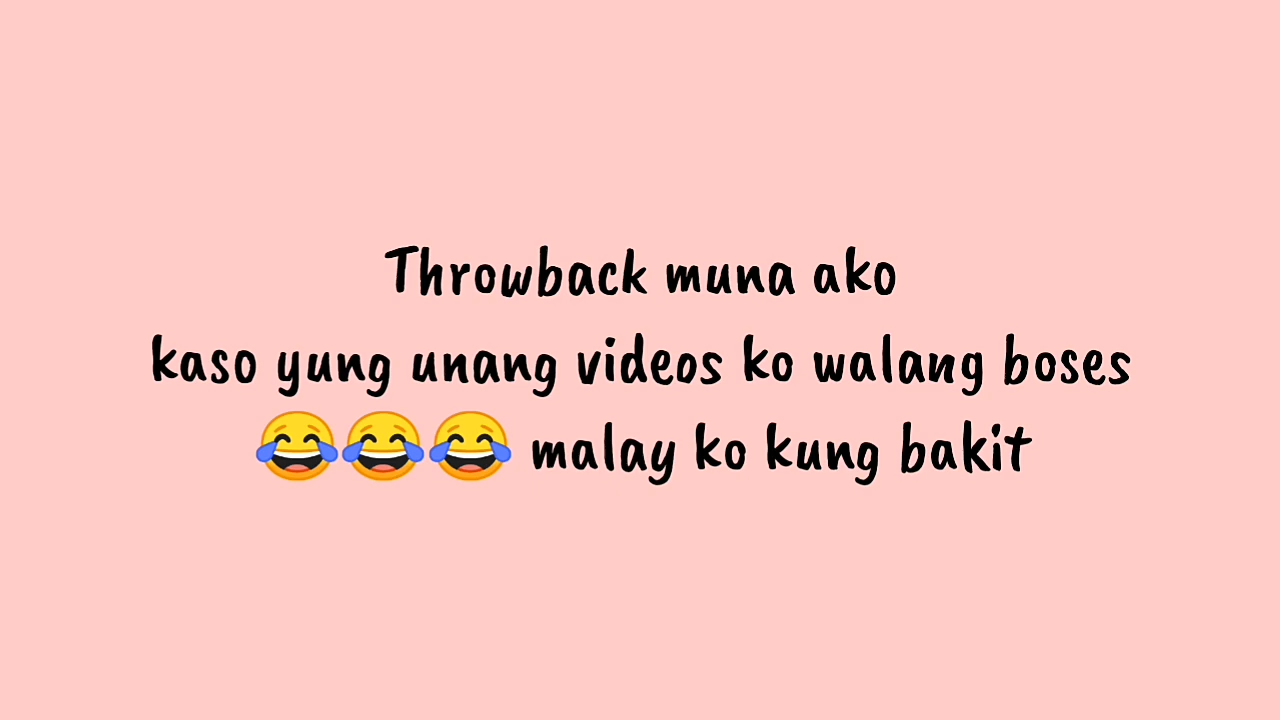 Throwback muna ako
kaso yung unang videos ko walang boses
😂😂😂 malay ko kung bakit